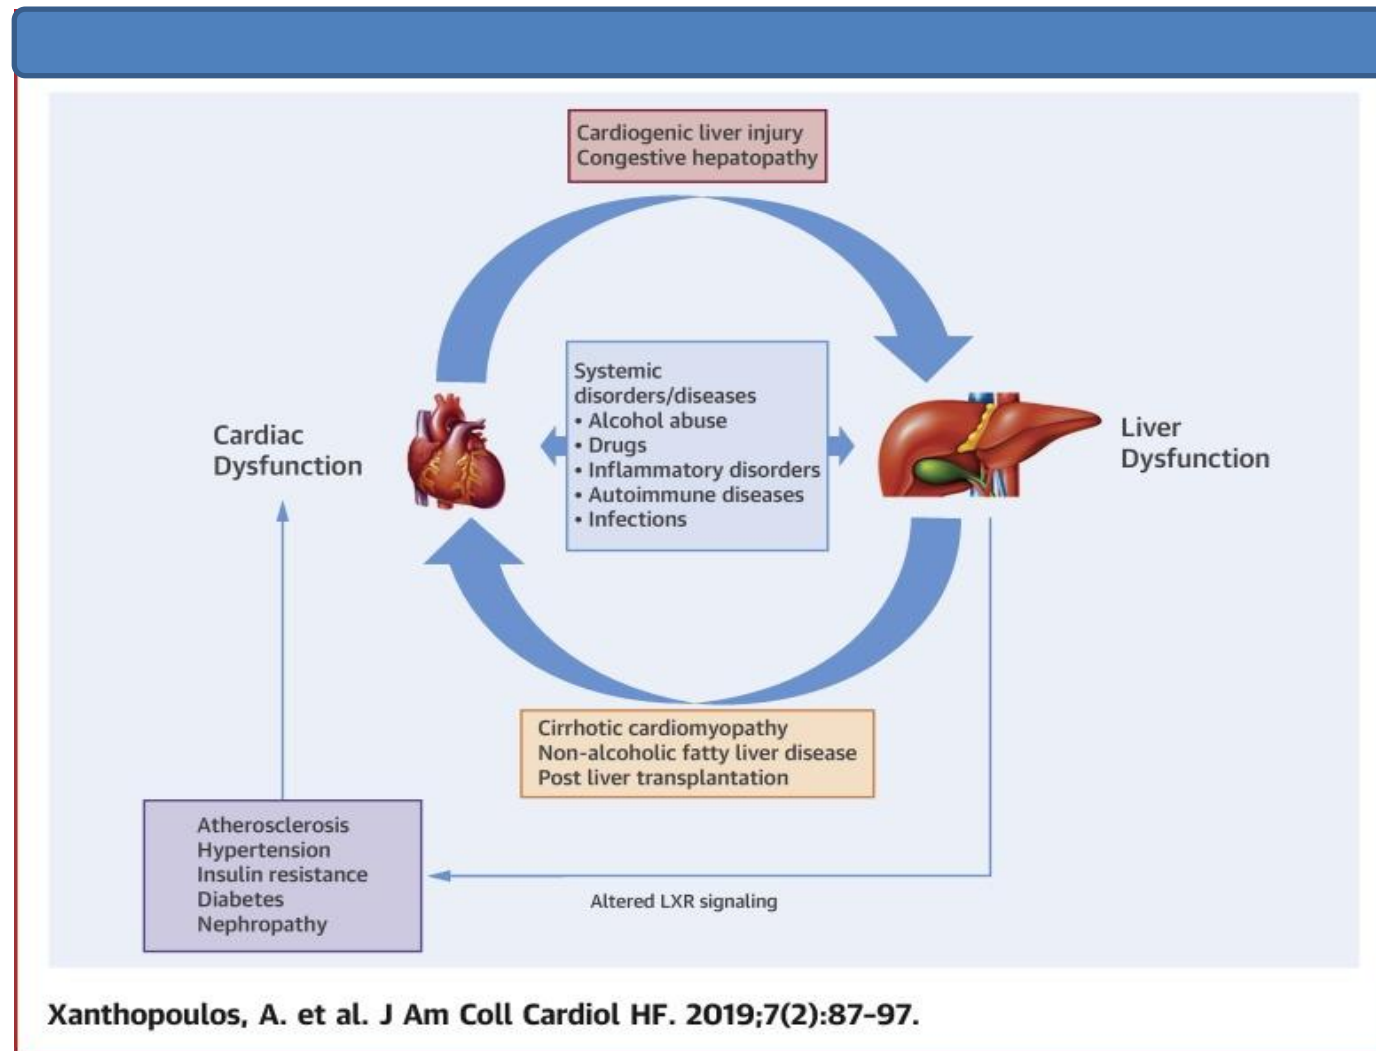 Cardiogenic liver injury
Congestive hepatopathy
Systemic
disorders/diseases
• Alcohol abuse
• Drugs
• Inflammatory disorders
• Autoimmune diseases
• Infections
Cardiac
Dysfunction
Liver
Dysfunction
Cirrhotic cardiomyopathy
Non-alcoholic fatty liver disease
Post liver transplantation
Atherosclerosis
Hypertension
Insulin resistance
Diabetes
Nephropathy
Altered LXR signaling
Xanthopoulos, A. et al. J Am Coll Cardiol HF. 2019;7(2):87–97.